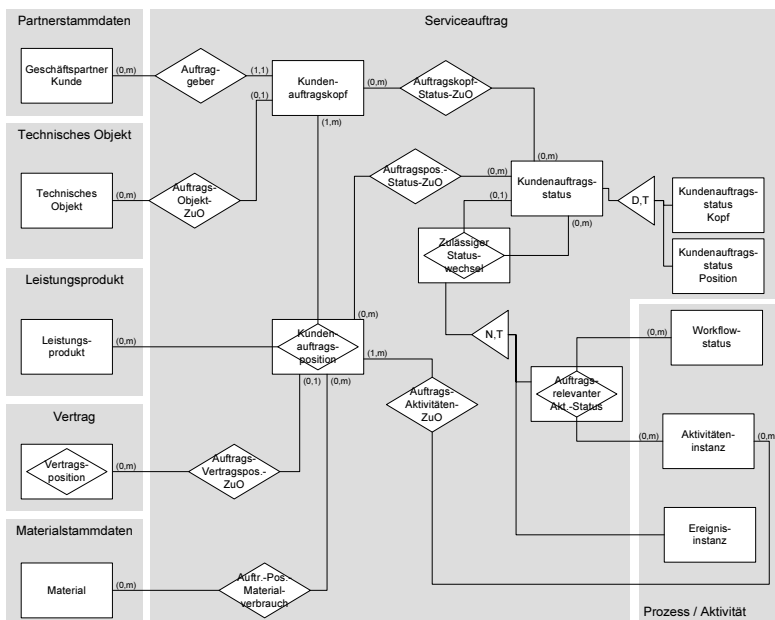 Partnerstammdaten
Serviceauftrag
Geschäftspartner
Kunde
(0,m)
Auftrag-
geber
(1,1)
(0,1)
Kunden-
auftragskopf
(0,m)
(1,m)
Auftragskopf-
Status-ZuO
(0,m)
Technisches Objekt
Technisches
Objekt
(0,m)
Auftrags-
Objekt-
ZuO
Auftragspos.-
Status-ZuO
(0,m)
(0,1)
Kundenauftrags-
status
(0,m)
D,T
Kundenauftrags-
status
Kopf
Kundenauftrags-
status
Position
Zulässiger
Status-
wechsel
Leistungsprodukt
Leistungs-
produkt
(0,m)
Kunden-
auftrags-
position
(0,m)
(1,m)
(0,1)
(0,m)
N,T
Auftrags-
relevanter
Akt.-Status
(0,m)
Workflow-
status
Auftrags-
Aktivitäten-
ZuO
(0,m)
Aktivitäten-
instanz
(0,m)
Vertrag
Vertrags-
position
(0,m)
Auftrags-
Vertragspos.-
ZuO
Ereignis-
instanz
Materialstammdaten
Material
(0,m)
Auftr.-Pos.-
Material-
verbrauch
Prozess / Aktivität